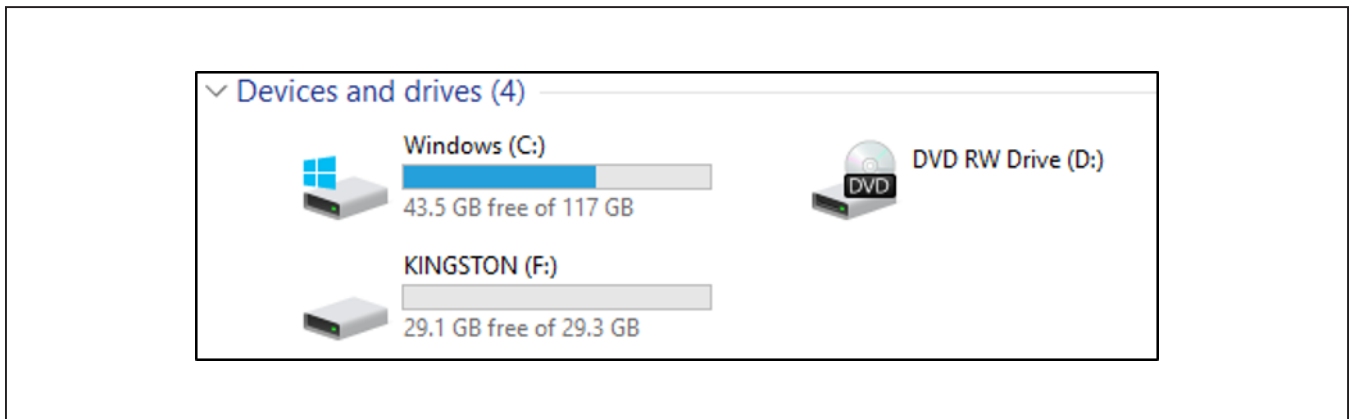 Devices and drives (4)
Windows (C:)
43.5 GB free of 117 GB
DVD RW Drive (D:)
DVD
KINGSTON (F:)
29.1 GB free of 29.3 GB